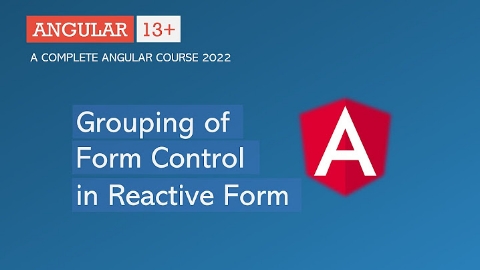 ANGULAR 13+
A COMPLETE ANGULAR COURSE 2022
Grouping of
Form Control
in Reactive Form
A